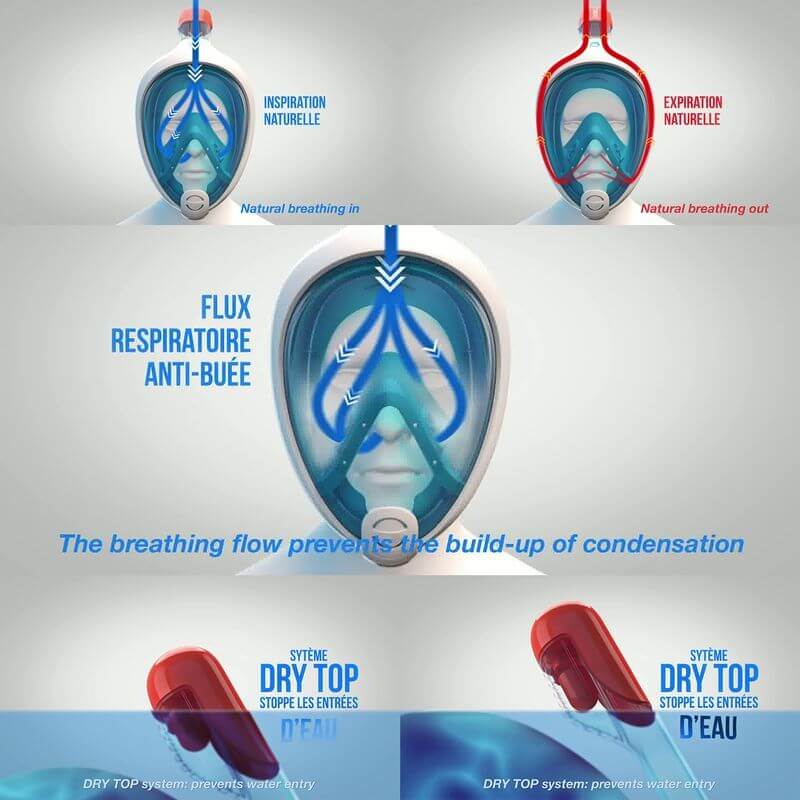 INSPIRATION
NATURELLE
Natural breathing in
EXPIRATION
NATURELLE
Natural breathing out
FLUX
RESPIRATOIRE
ANTI-BUÉE
The breathing flow prevents the build-up of condensation
SYTÈME
DRY TOP
STOPPE LES ENTRÉES
D'EAU
DRY TOP system: prevents water entry
SYTÈME
DRY TOP
STOPPE LES ENTRÉES
D'EAU
DRY TOP system: prevents water entry